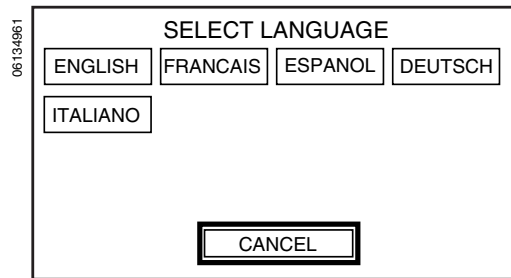 06134961
SELECT LANGUAGE
ENGLISH FRANCAIS ESPANOL DEUTSCH
ITALIANO
CANCEL